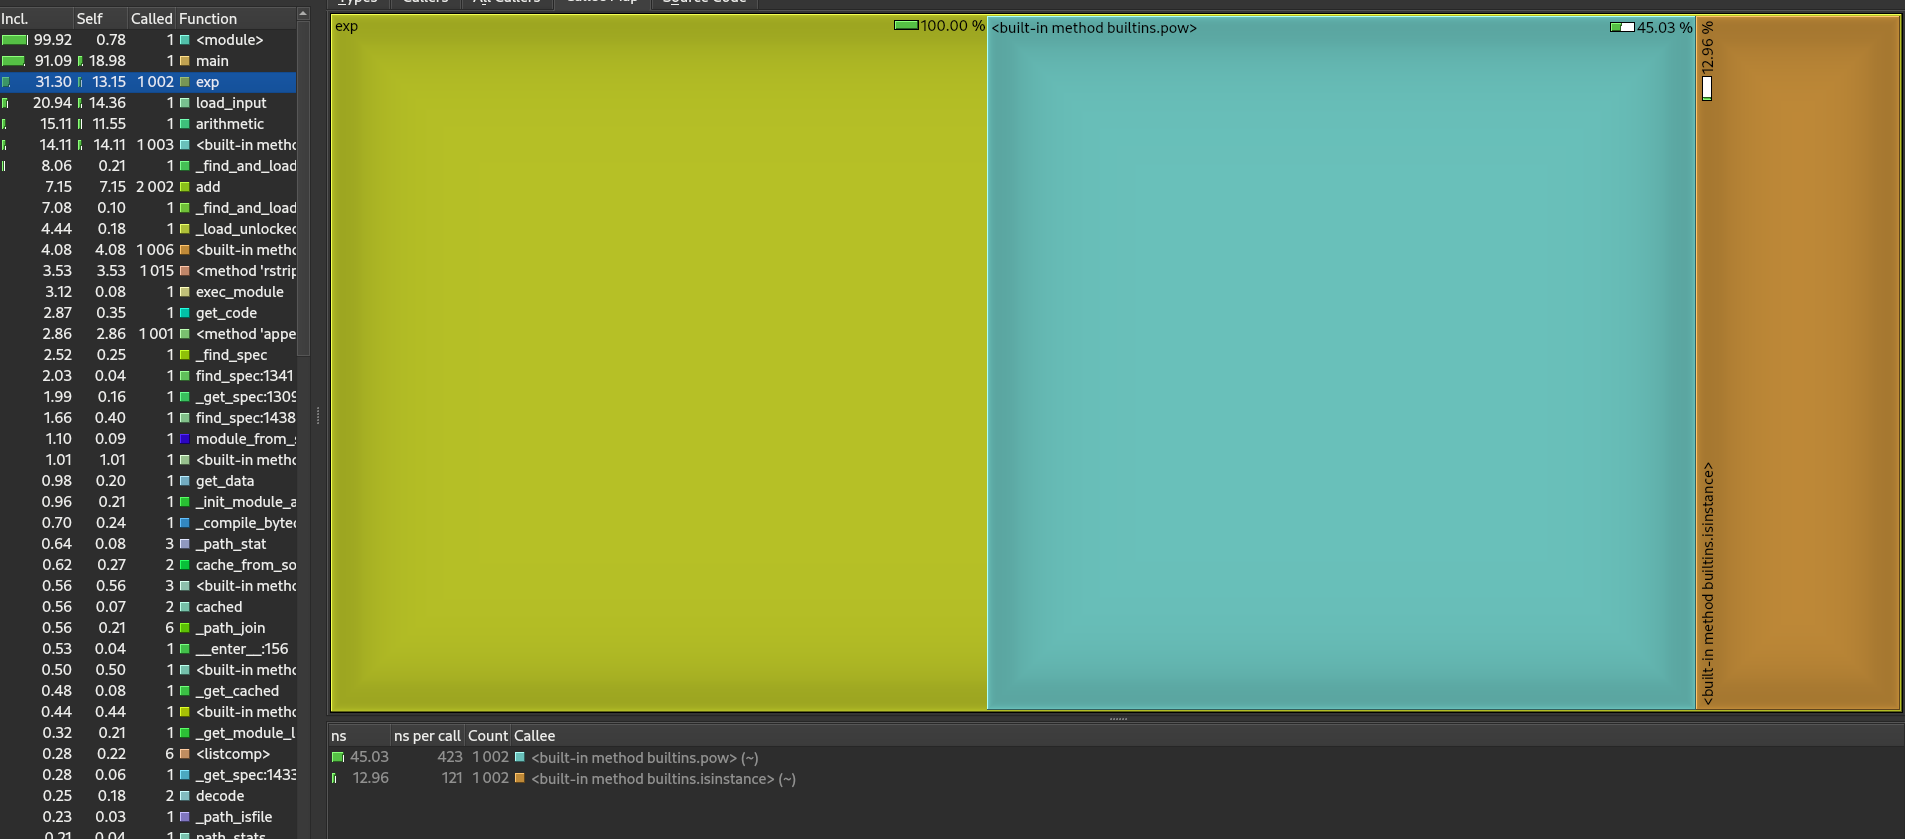 Types Callers All Callers Callee Map Source Code
Incl. Self Called Function
99.92 0.78 1 <module>
91.09 18.98 1 main
31.30 13.15 1 002 exp
20.94 14.36 1 load_input
15.11 11.55 1 arithmetic
14.11 14.11 1 003 <built-in metho
8.06 0.21 1 _find_and_load
7.15 7.15 2 002 add
7.08 0.10 1 _find_and_load
4.44 0.18 1 _load_unlocked
4.08 4.08 1 006 <built-in metho
3.53 3.53 1 015 <method 'rstrip
3.12 0.08 1 exec_module
2.87 0.35 1 get_code
2.86 2.86 1 001 <method 'appe
2.52 0.25 1 _find_spec
2.03 0.04 1 find_spec:1341
1.99 0.16 1 _get_spec:1309
1.66 0.40 1 find_spec:1438
1.10 0.09 1 module_from_s
1.01 1.01 1 <built-in metho
0.98 0.20 1 get_data
0.96 0.21 1 _init_module_a
0.70 0.24 1 _compile_bytec
0.64 0.08 3 _path_stat
0.62 0.27 2 cache_from_so
0.56 0.56 3 <built-in metho
0.56 0.07 2 cached
0.56 0.21 6 _path_join
0.53 0.04 1 __enter__:156
0.50 0.50 1 <built-in metho
0.48 0.08 1 _get_cached
0.44 0.44 1 <built-in metho
0.32 0.21 1 _get_module_l
0.28 0.22 6 <listcomp>
0.28 0.06 1 _get_spec:1433
0.25 0.18 2 decode
0.23 0.03 1 _path_isfile
0.21 0.04 1 path_stats
exp 100.00 %
<built-in method builtins.pow> 45.03 %
<built-in method builtins.isinstance> 12.96 %
ns ns per call Count Callee
45.03 423 1 002 <built-in method builtins.pow> (~)
12.96 121 1 002 <built-in method builtins.isinstance> (~)